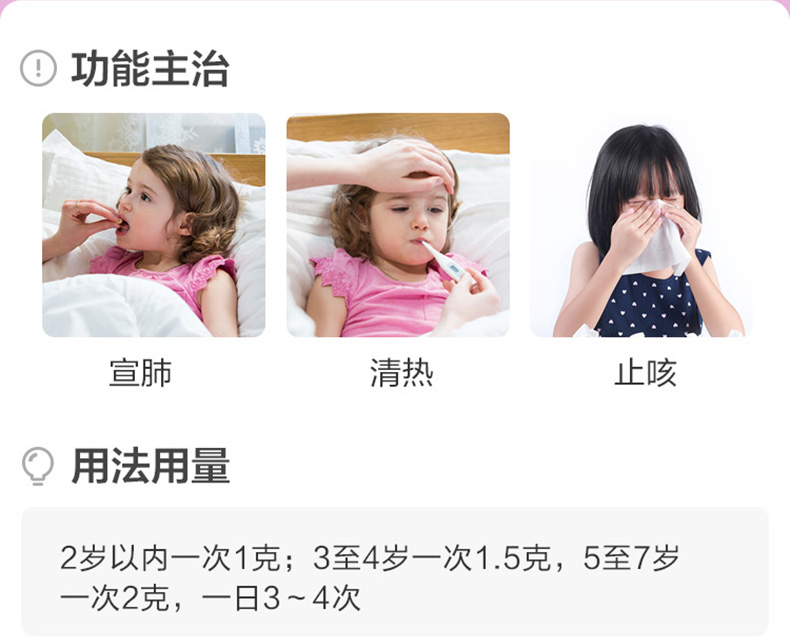 功能主治
宣肺
清热
止咳
用法用量
2岁以内一次1克；3至4岁一次1.5克，5至7岁
一次2克，一日3～4次